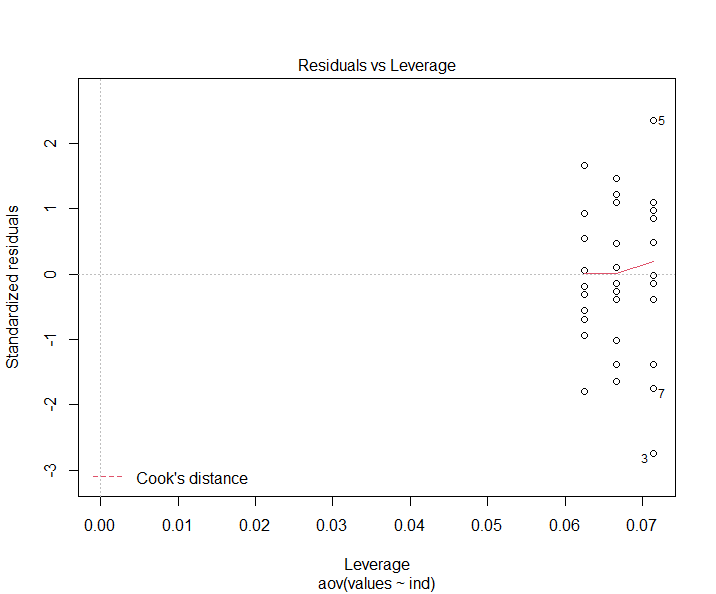 Residuals vs Leverage
Standardized residuals
2
1
0
-1
-2
-3
5
7
3
Cook's distance
0.00 0.01 0.02 0.03 0.04 0.05 0.06 0.07
Leverage
aov(values ~ ind)